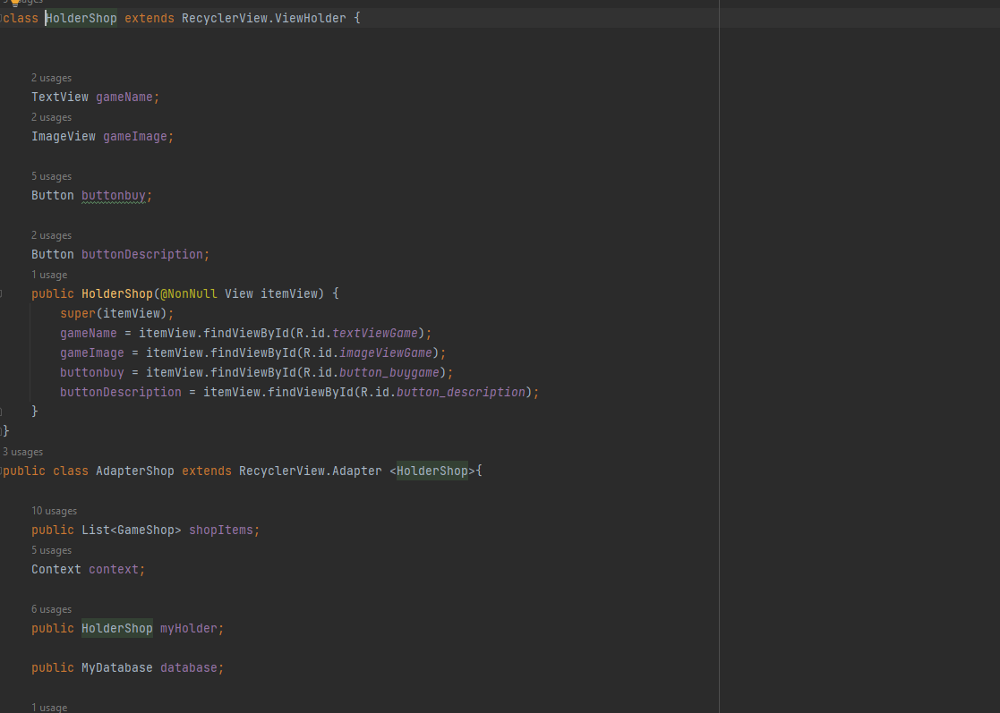 class HolderShop extends RecyclerView.ViewHolder {
2 usages
TextView gameName;
2 usages
ImageView gameImage;
5 usages
Button buttonbuy;
2 usages
Button buttonDescription;
1 usage
public HolderShop(@NonNull View itemView) {
super(itemView);
gameName = itemView.findViewById(R.id.textViewGame);
gameImage = itemView.findViewById(R.id.imageViewGame);
buttonbuy = itemView.findViewById(R.id.button_buygame);
buttonDescription = itemView.findViewById(R.id.button_description);
}
}
3 usages
public class AdapterShop extends RecyclerView.Adapter <HolderShop>{
10 usages
public List<GameShop> shopItems;
5 usages
Context context;
6 usages
public HolderShop myHolder;
public MyDatabase database;
1 usage